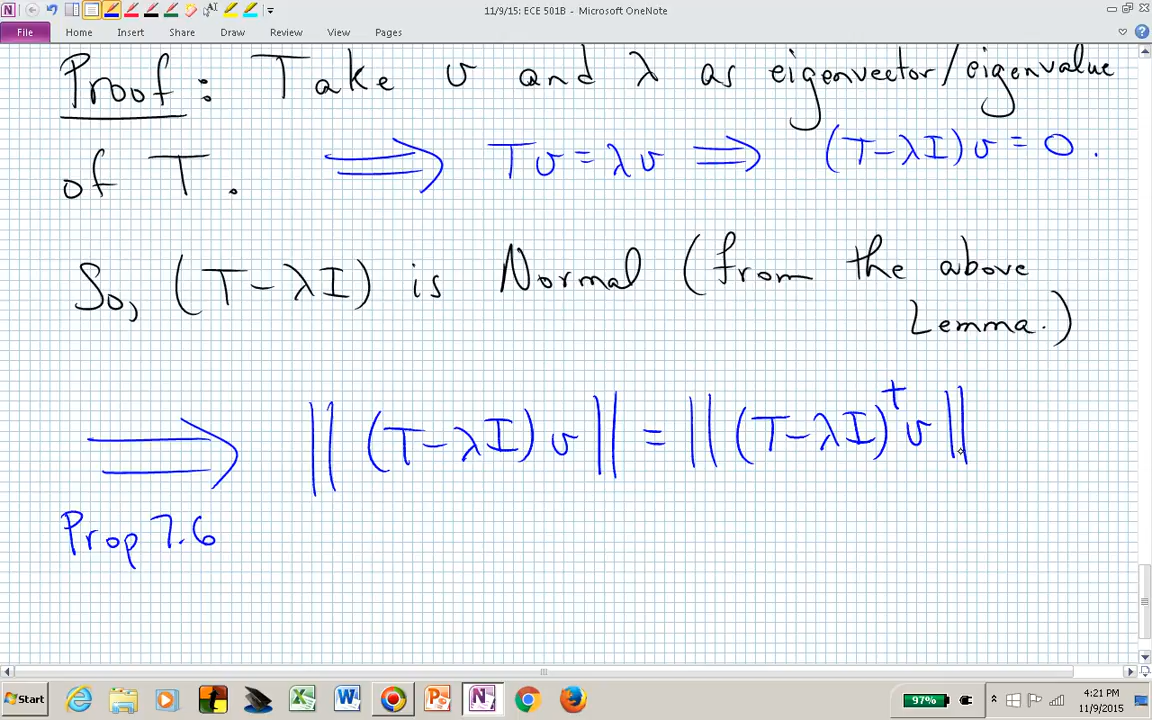 11/9/15: ECE 501B - Microsoft OneNote
File Home Insert Share Draw Review View Pages
Proof: Take v and λ as eigenvector/eigenvalue
of T. ⟹ Tv = λv ⟹ (T-λI)v = 0.
So, (T-λI) is Normal (from the above
Lemma.)
⟹ ||(T-λI)v|| = ||(T-λI)†v||
Prop 7.6
Start 97% 4:21 PM
11/9/2015